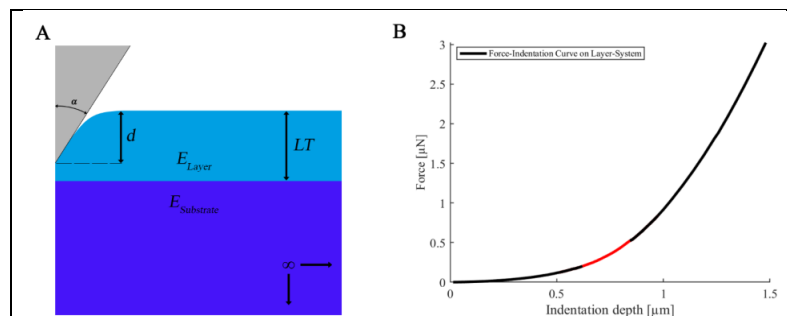 A
α
d
LT
E_Layer
E_Substrate
∞
B
Force-Indentation Curve on Layer-System
Force [µN]
3
2.5
2
1.5
1
0.5
0
0
0.5
1
1.5
Indentation depth [µm]